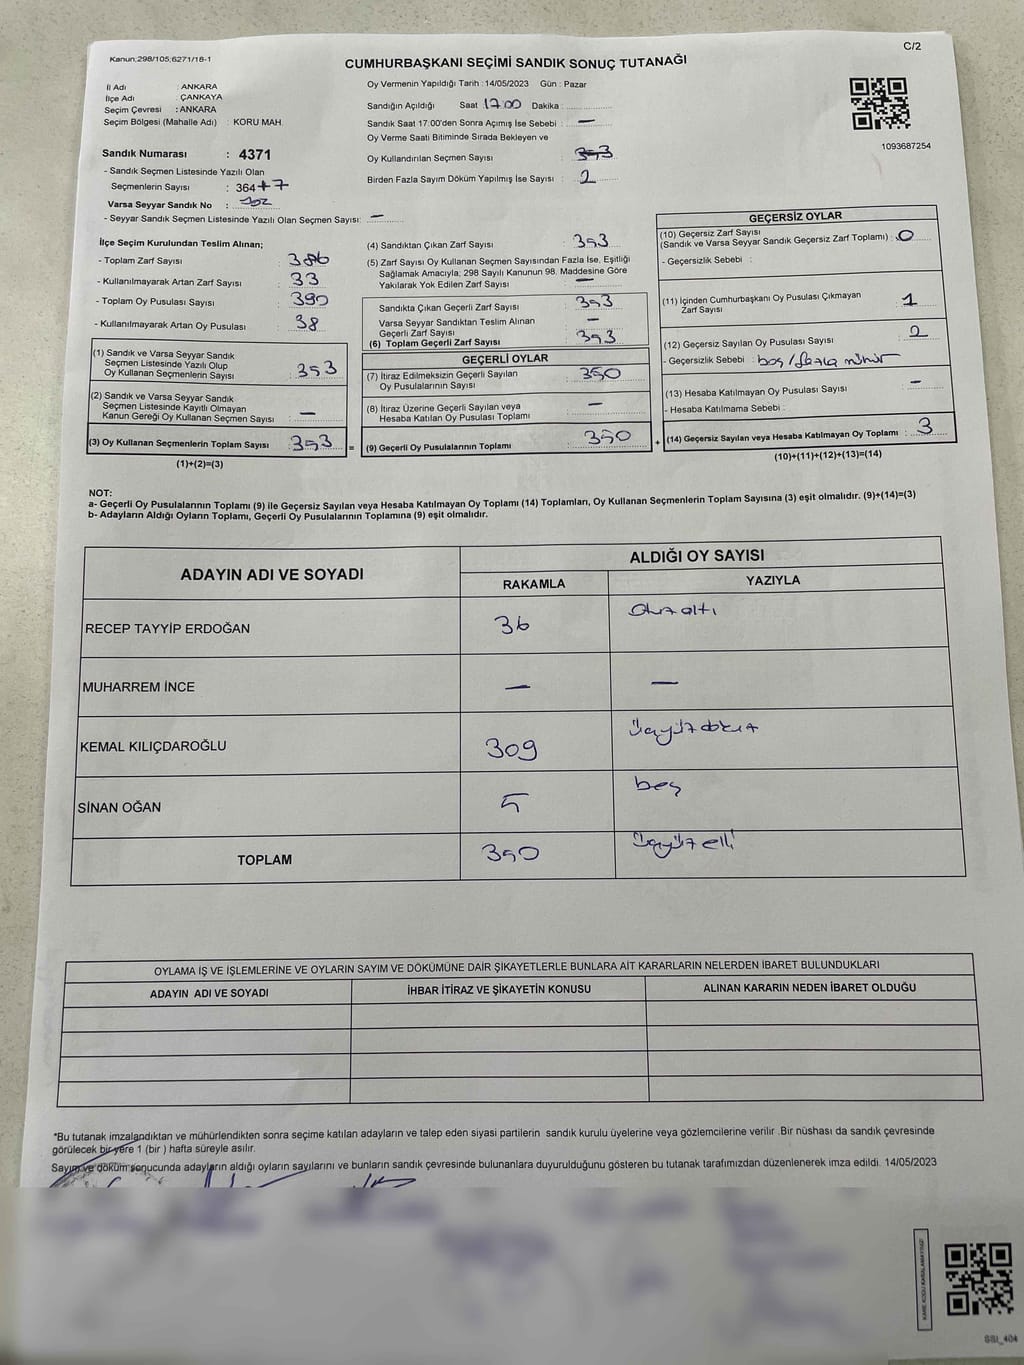 Kanun:298/105;6271/18-1
C/2
CUMHURBAŞKANI SEÇİMİ SANDIK SONUÇ TUTANAĞI
İl Adı : ANKARA
İlçe Adı : ÇANKAYA
Seçim Çevresi : ANKARA
Seçim Bölgesi (Mahalle Adı) : KORU MAH.
Sandık Numarası : 4371
- Sandık Seçmen Listesinde Yazılı Olan
Seçmenlerin Sayısı : 364+7
Varsa Seyyar Sandık No :
- Seyyar Sandık Seçmen Listesinde Yazılı Olan Seçmen Sayısı: —
Oy Vermenin Yapıldığı Tarih : 14/05/2023 Gün : Pazar
Sandığın Açıldığı Saat 17:00 Dakika :
Sandık Saat 17:00'den Sonra Açımış İse Sebebi : —
Oy Verme Saati Bitiminde Sırada Bekleyen ve
Oy Kullandırılan Seçmen Sayısı : 353
Birden Fazla Sayım Döküm Yapılmış İse Sayısı : 2
1093687254
İlçe Seçim Kurulundan Teslim Alınan;
- Toplam Zarf Sayısı : 386
- Kullanılmayarak Artan Zarf Sayısı : 33
- Toplam Oy Pusulası Sayısı : 390
- Kullanılmayarak Artan Oy Pusulası : 38
(1) Sandık ve Varsa Seyyar Sandık
Seçmen Listesinde Yazılı Olup
Oy Kullanan Seçmenlerin Sayısı : 353
(2) Sandık ve Varsa Seyyar Sandık
Seçmen Listesinde Kayıtlı Olmayan
Kanun Gereği Oy Kullanan Seçmen Sayısı : —
(3) Oy Kullanan Seçmenlerin Toplam Sayısı : 353
(1)+(2)=(3)
(4) Sandıktan Çıkan Zarf Sayısı : 353
(5) Zarf Sayısı Oy Kullanan Seçmen Sayısından Fazla İse, Eşitliği
Sağlamak Amacıyla; 298 Sayılı Kanunun 98. Maddesine Göre
Yakılarak Yok Edilen Zarf Sayısı : —
Sandıkta Çıkan Geçerli Zarf Sayısı : 353
Varsa Seyyar Sandıktan Teslim Alınan
Geçerli Zarf Sayısı : —
(6) Toplam Geçerli Zarf Sayısı : 353
GEÇERLİ OYLAR
(7) İtiraz Edilmeksizin Geçerli Sayılan
Oy Pusulalarının Sayısı : 350
(8) İtiraz Üzerine Geçerli Sayılan veya
Hesaba Katılan Oy Pusulası Toplamı : —
= (9) Geçerli Oy Pusulalarının Toplamı : 350 +
GEÇERSİZ OYLAR
(10) Geçersiz Zarf Sayısı
(Sandık ve Varsa Seyyar Sandık Geçersiz Zarf Toplamı) : 0
- Geçersizlik Sebebi :
(11) İçinden Cumhurbaşkanı Oy Pusulası Çıkmayan
Zarf Sayısı : 1
(12) Geçersiz Sayılan Oy Pusulası Sayısı : 2
- Geçersizlik Sebebi : boş / fazla mühür
(13) Hesaba Katılmayan Oy Pusulası Sayısı : —
- Hesaba Katılmama Sebebi :
(14) Geçersiz Sayılan veya Hesaba Katılmayan Oy Toplamı : 3
(10)+(11)+(12)+(13)=(14)
NOT:
a- Geçerli Oy Pusulalarının Toplamı (9) ile Geçersiz Sayılan veya Hesaba Katılmayan Oy Toplamı (14) Toplamları, Oy Kullanan Seçmenlerin Toplam Sayısına (3) eşit olmalıdır. (9)+(14)=(3)
b- Adayların Aldığı Oyların Toplamı, Geçerli Oy Pusulalarının Toplamına (9) eşit olmalıdır.
ADAYIN ADI VE SOYADI
ALDIĞI OY SAYISI
RAKAMLA YAZIYLA
RECEP TAYYİP ERDOĞAN 36 otuz altı
MUHARREM İNCE — —
KEMAL KILIÇDAROĞLU 309 üçyüz dokuz
SİNAN OĞAN 5 beş
TOPLAM 350 üçyüz elli
OYLAMA İŞ VE İŞLEMLERİNE VE OYLARIN SAYIM VE DÖKÜMÜNE DAİR ŞİKAYETLERLE BUNLARA AİT KARARLARIN NELERDEN İBARET BULUNDUKLARI
ADAYIN ADI VE SOYADI İHBAR İTİRAZ VE ŞİKAYETİN KONUSU ALINAN KARARIN NEDEN İBARET OLDUĞU
*Bu tutanak imzalandıktan ve mühürlendikten sonra seçime katılan adayların ve talep eden siyasi partilerin sandık kurulu üyelerine veya gözlemcilerine verilir .Bir nüshası da sandık çevresinde
görülecek bir yere 1 (bir ) hafta süreyle asılır.
Sayım ve döküm sonucunda adayların aldığı oyların sayılarını ve bunların sandık çevresinde bulunanlara duyurulduğunu gösteren bu tutanak tarafımızdan düzenlenerek imza edildi. 14/05/2023
KARE KODU KARALAMAYINIZ!
SSI_404